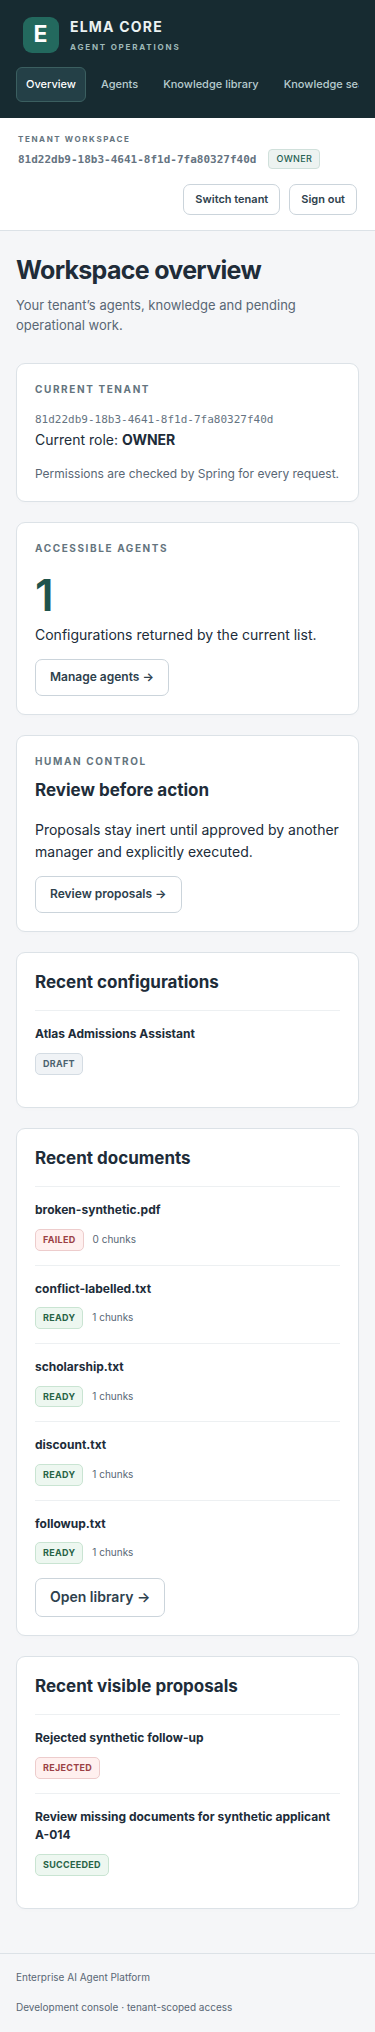 E
ELMA CORE
AGENT OPERATIONS
Overview
Agents
Knowledge library
Knowledge se
TENANT WORKSPACE
81d22db9-18b3-4641-8f1d-7fa80327f40d
OWNER
Switch tenant
Sign out
Workspace overview
Your tenant’s agents, knowledge and pending
operational work.
CURRENT TENANT
81d22db9-18b3-4641-8f1d-7fa80327f40d
Current role: OWNER
Permissions are checked by Spring for every request.
ACCESSIBLE AGENTS
1
Configurations returned by the current list.
Manage agents →
HUMAN CONTROL
Review before action
Proposals stay inert until approved by another
manager and explicitly executed.
Review proposals →
Recent configurations
Atlas Admissions Assistant
DRAFT
Recent documents
broken-synthetic.pdf
FAILED 0 chunks
conflict-labelled.txt
READY 1 chunks
scholarship.txt
READY 1 chunks
discount.txt
READY 1 chunks
followup.txt
READY 1 chunks
Open library →
Recent visible proposals
Rejected synthetic follow-up
REJECTED
Review missing documents for synthetic applicant
A-014
SUCCEEDED
Enterprise AI Agent Platform
Development console · tenant-scoped access